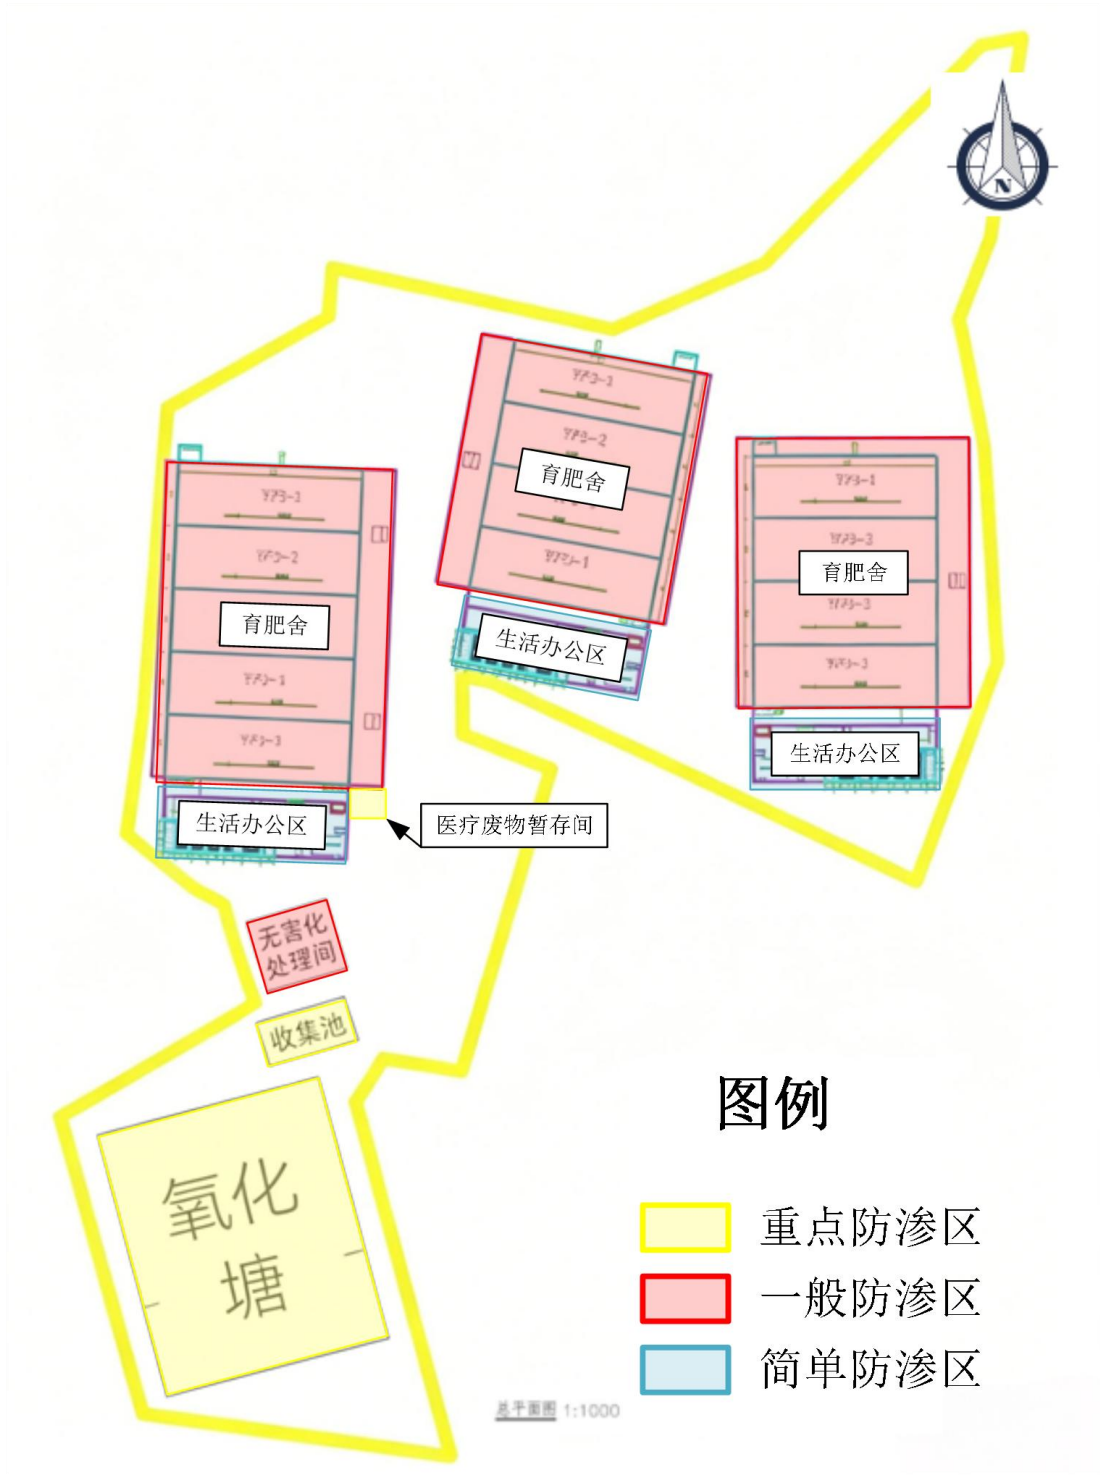 N
育肥舍
育肥舍
育肥舍
生活办公区
生活办公区
生活办公区
医疗废物暂存间
无害化
处理间
收集池
氧化
塘
图例
重点防渗区
一般防渗区
简单防渗区
总平面图 1:1000